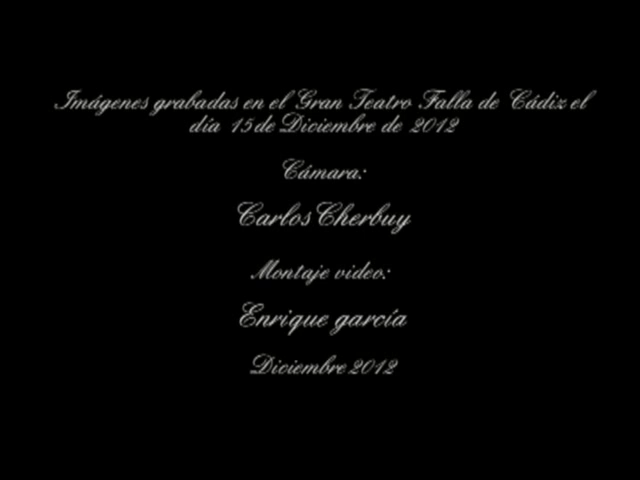 Imágenes grabadas en el Gran Teatro Falla de Cádiz el
día 15 de Diciembre de 2012
Cámara:
Carlos Cherbuy
Montaje video:
Enrique garcía
Diciembre 2012